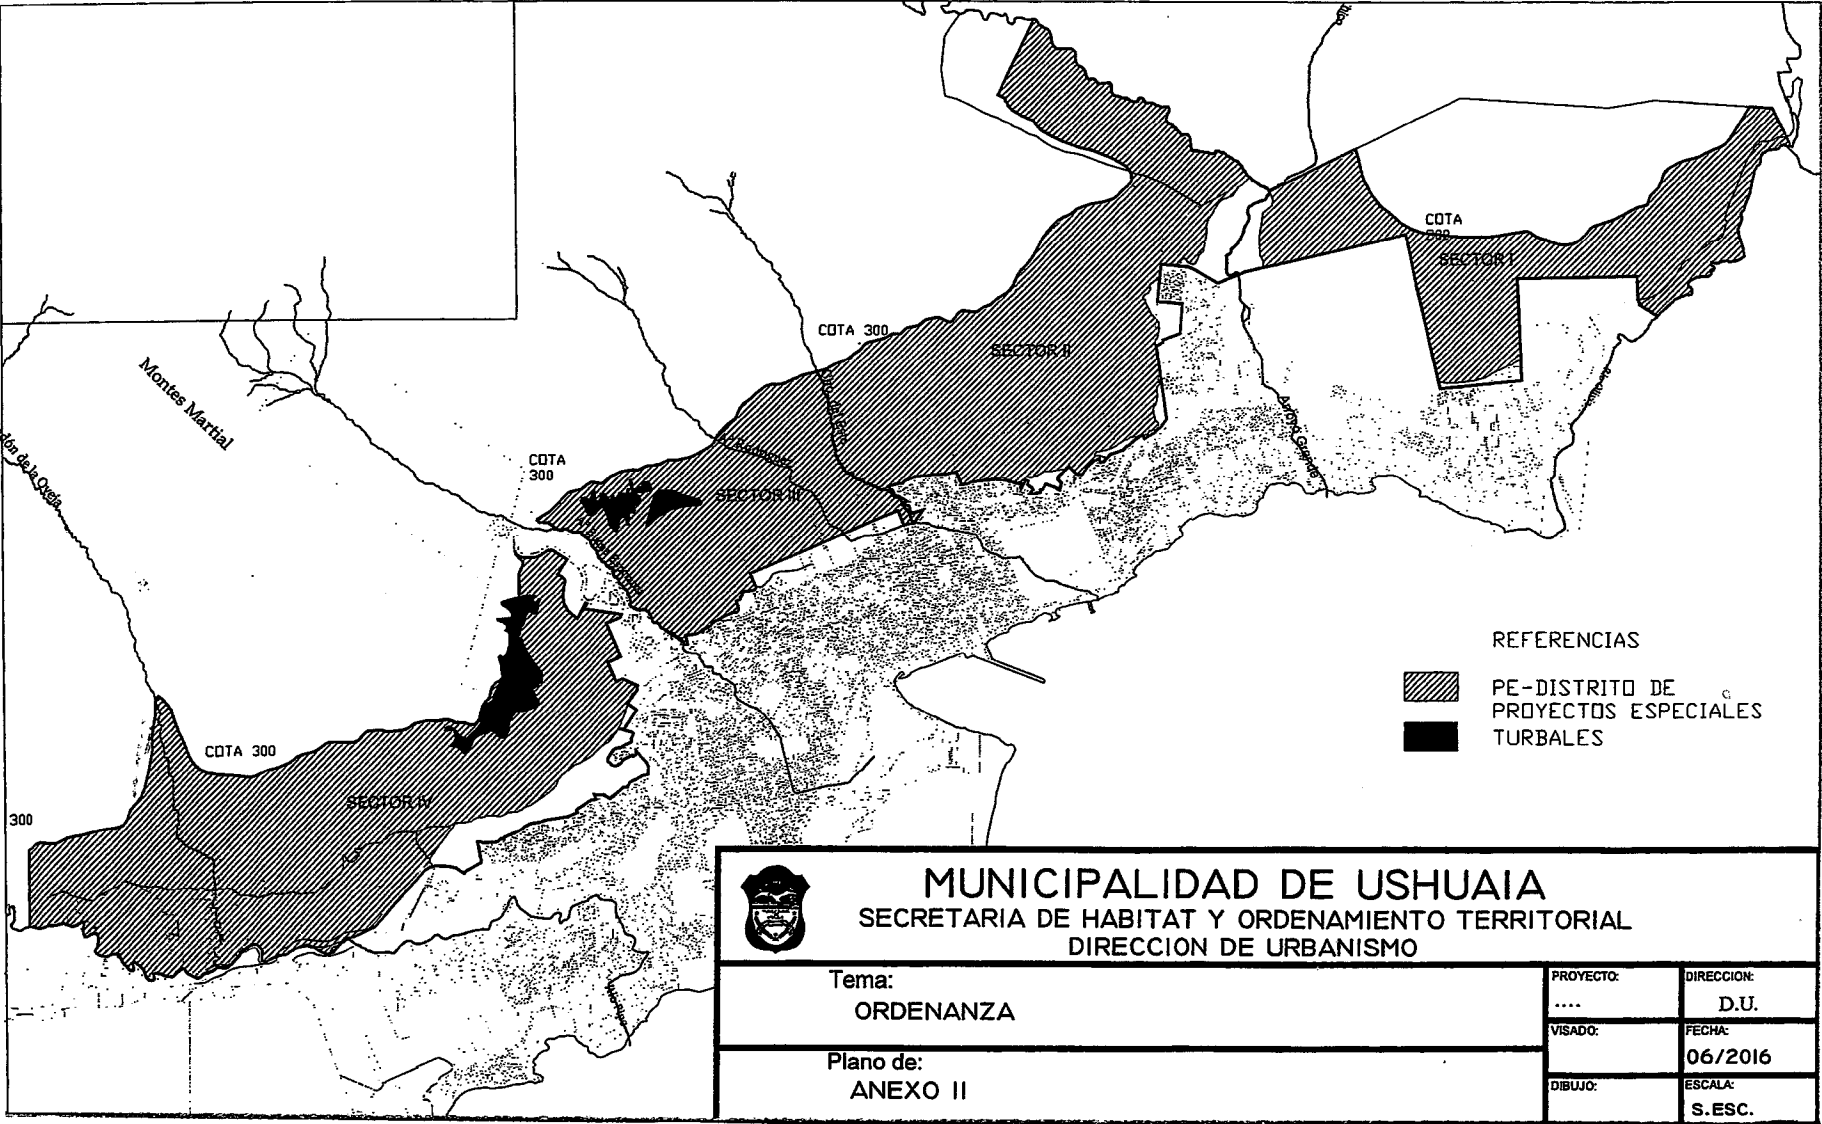 COTA
SECTOR I
COTA 300
SECTOR II
Montes Martial
Arroyo Grande
COTA
300
SECTOR III
COTA 300
SECTOR IV
300
REFERENCIAS
PE-DISTRITO DE
PROYECTOS ESPECIALES
TURBALES
MUNICIPALIDAD DE USHUAIA
SECRETARIA DE HABITAT Y ORDENAMIENTO TERRITORIAL
DIRECCION DE URBANISMO
Tema:
ORDENANZA
PROYECTO:
....
DIRECCION:
D.U.
VISADO:
FECHA:
06/2016
Plano de:
ANEXO II
DIBUJO:
ESCALA:
S.ESC.